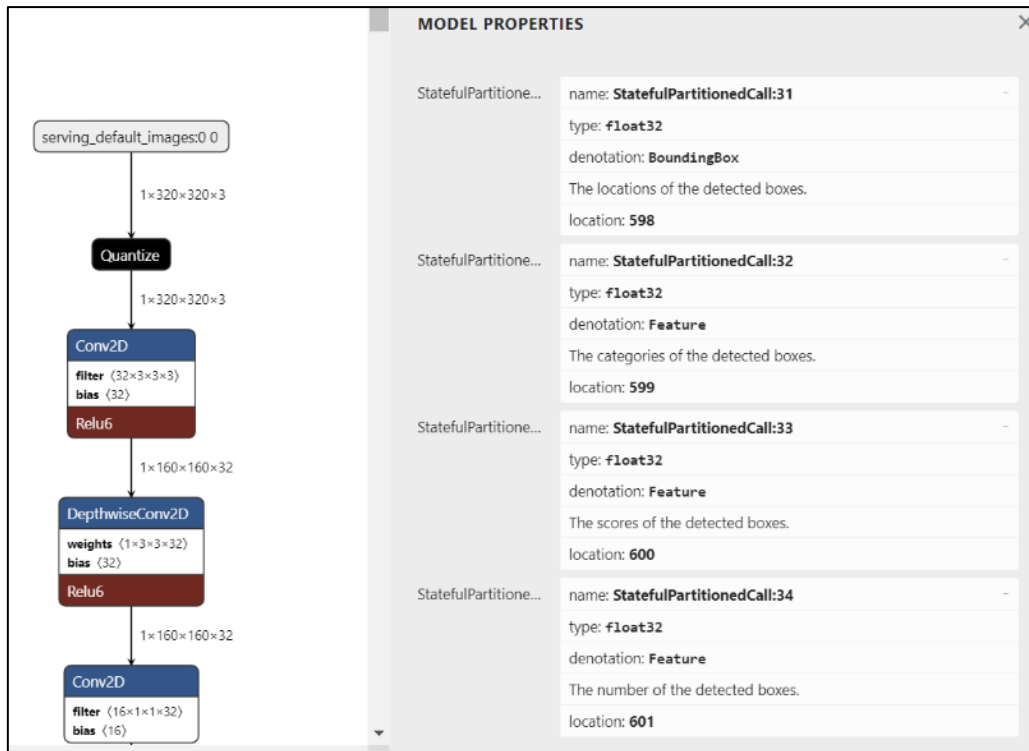 serving_default_images:0 0
1×320×320×3
Quantize
1×320×320×3
Conv2D
filter ⟨32×3×3×3⟩
bias ⟨32⟩
Relu6
1×160×160×32
DepthwiseConv2D
weights ⟨1×3×3×32⟩
bias ⟨32⟩
Relu6
1×160×160×32
Conv2D
filter ⟨16×1×1×32⟩
bias ⟨16⟩
MODEL PROPERTIES
StatefulPartitione...
name: StatefulPartitionedCall:31
type: float32
denotation: BoundingBox
The locations of the detected boxes.
location: 598
StatefulPartitione...
name: StatefulPartitionedCall:32
type: float32
denotation: Feature
The categories of the detected boxes.
location: 599
StatefulPartitione...
name: StatefulPartitionedCall:33
type: float32
denotation: Feature
The scores of the detected boxes.
location: 600
StatefulPartitione...
name: StatefulPartitionedCall:34
type: float32
denotation: Feature
The number of the detected boxes.
location: 601